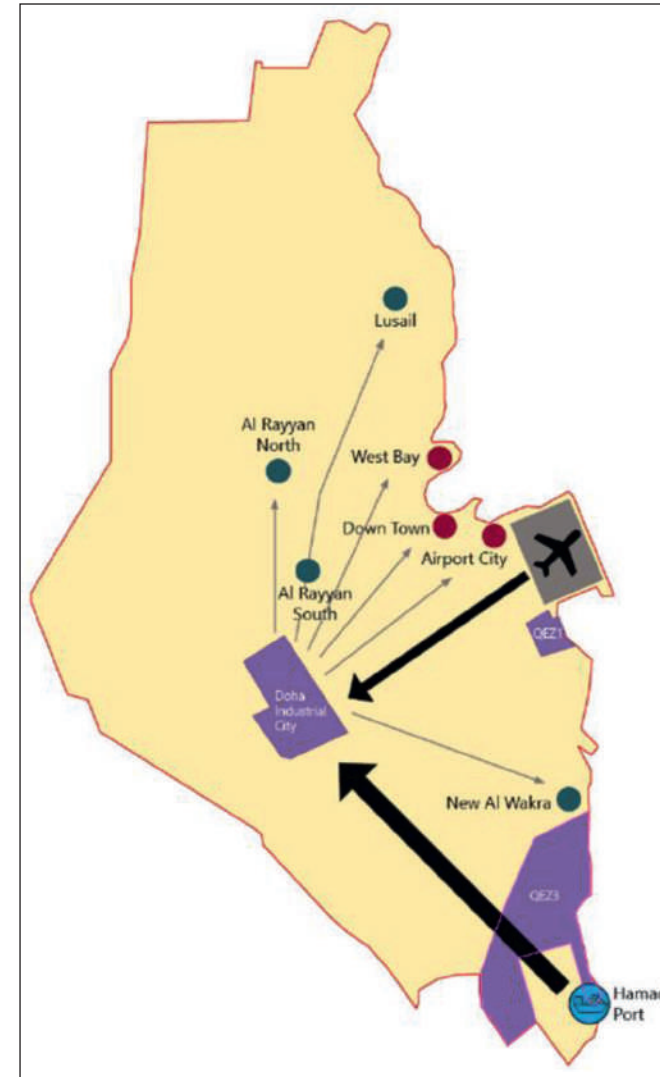 Lusail
Al Rayyan
North
West Bay
Down Town
Airport City
Al Rayyan
South
QEZ1
Doha
Industrial
City
New Al Wakra
QEZ3
Hamad
Port